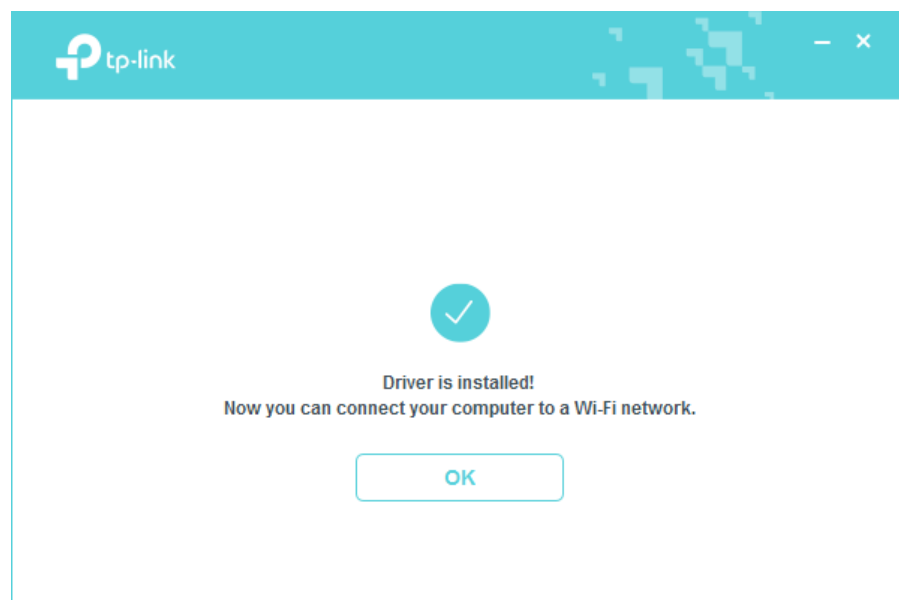 tp-link
Driver is installed!
Now you can connect your computer to a Wi-Fi network.
OK